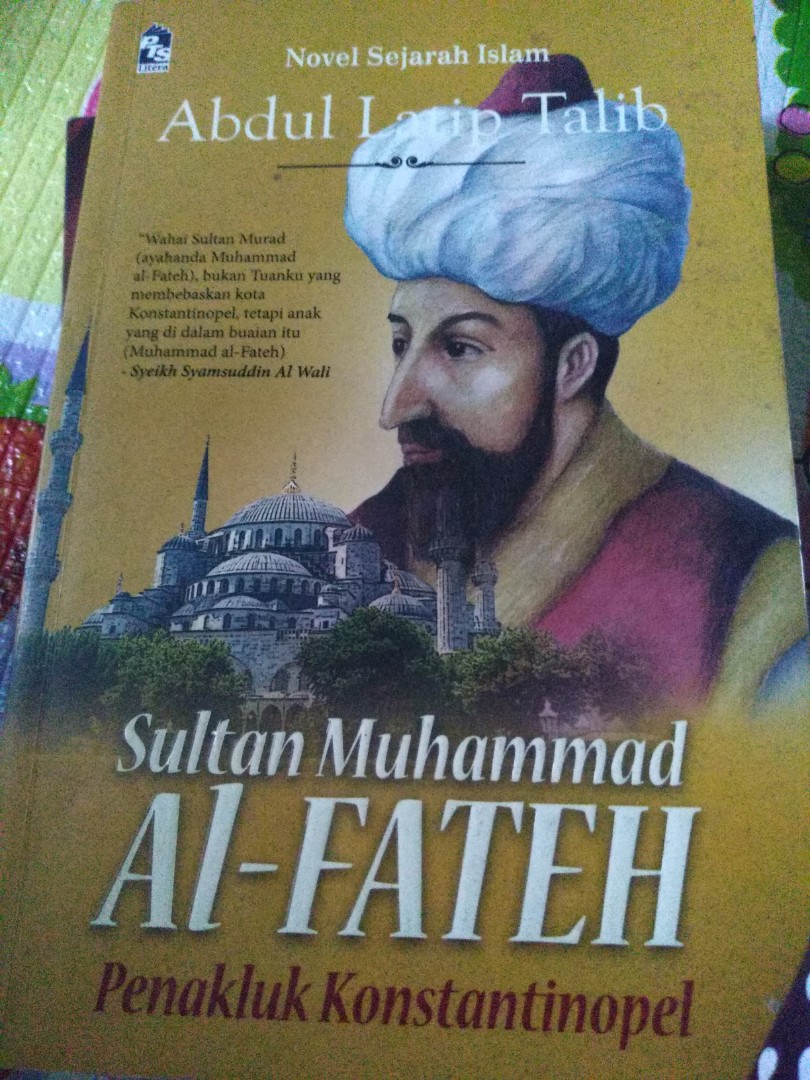 PTS
Litera
Novel Sejarah Islam
Abdul Latip Talib
"Wahai Sultan Murad
(ayahanda Muhammad
al-Fateh), bukan Tuanku yang
membebaskan kota
Konstantinopel, tetapi anak
yang di dalam buaian itu
(Muhammad al-Fateh)
- Syeikh Syamsuddin Al Wali
Sultan Muhammad
Al-FATEH
Penakluk Konstantinopel